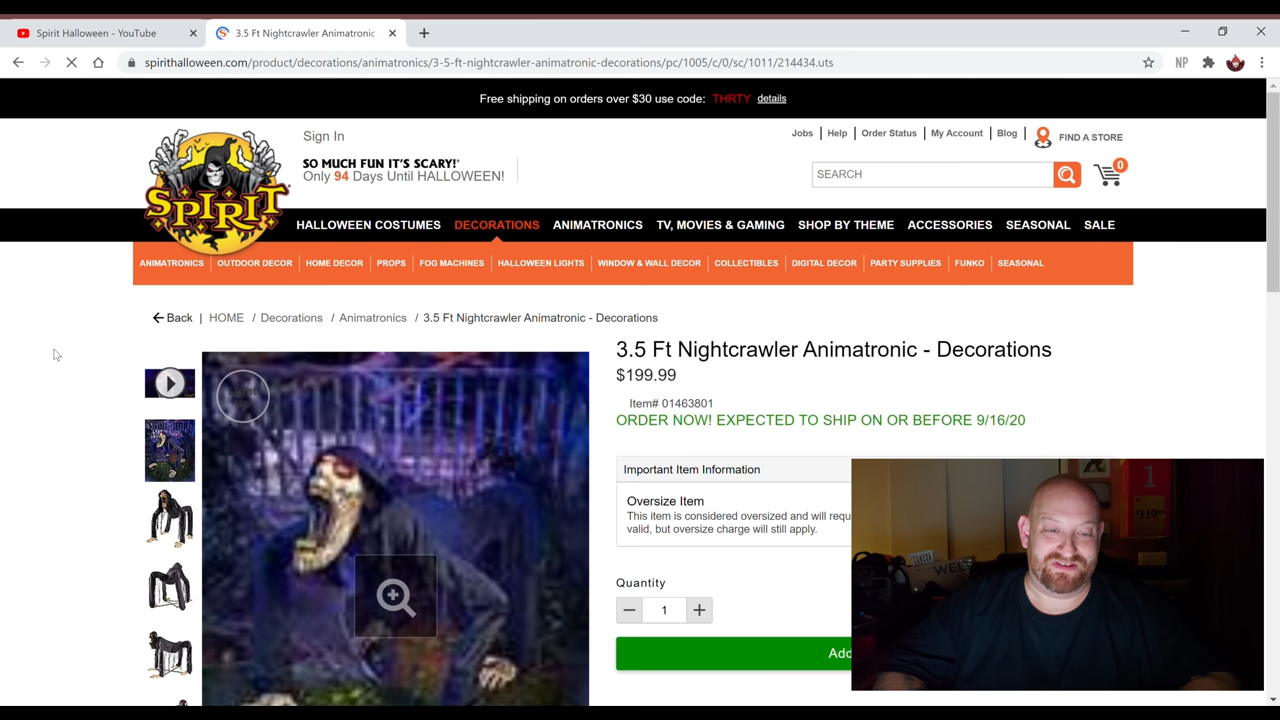 Spirit Halloween - YouTube
3.5 Ft Nightcrawler Animatronic
spirithalloween.com/product/decorations/animatronics/3-5-ft-nightcrawler-animatronic-decorations/pc/1005/c/0/sc/1011/214434.uts
NP
Free shipping on orders over $30 use code: THRTY details
Sign In
Jobs | Help | Order Status | My Account | Blog | FIND A STORE
SO MUCH FUN IT'S SCARY!
Only 94 Days Until HALLOWEEN!
SEARCH
0
SPIRIT
HALLOWEEN COSTUMES DECORATIONS ANIMATRONICS TV, MOVIES & GAMING SHOP BY THEME ACCESSORIES SEASONAL SALE
ANIMATRONICS OUTDOOR DECOR HOME DECOR PROPS FOG MACHINES HALLOWEEN LIGHTS WINDOW & WALL DECOR COLLECTIBLES DIGITAL DECOR PARTY SUPPLIES FUNKO SEASONAL
Back | HOME / Decorations / Animatronics / 3.5 Ft Nightcrawler Animatronic - Decorations
3.5 Ft Nightcrawler Animatronic - Decorations
$199.99
Item# 01463801
ORDER NOW! EXPECTED TO SHIP ON OR BEFORE 9/16/20
Important Item Information
Oversize Item
This item is considered oversized and will requ
valid, but oversize charge will still apply.
Quantity
1
Add
1